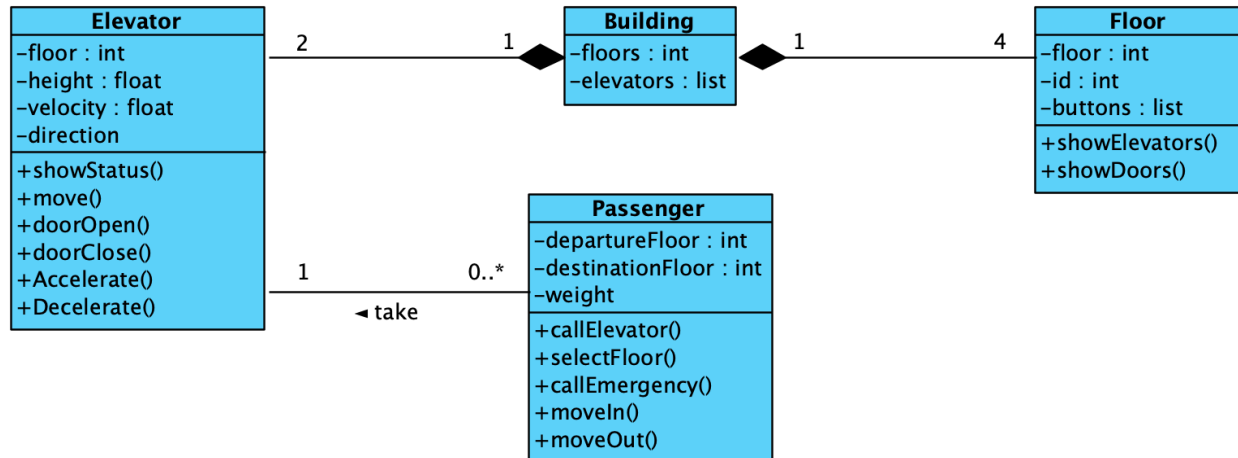 Elevator
-floor : int
-height : float
-velocity : float
-direction
+showStatus()
+move()
+doorOpen()
+doorClose()
+Accelerate()
+Decelerate()
2
1
Building
-floors : int
-elevators : list
1
4
Floor
-floor : int
-id : int
-buttons : list
+showElevators()
+showDoors()
1
0..*
◄ take
Passenger
-departureFloor : int
-destinationFloor : int
-weight
+callElevator()
+selectFloor()
+callEmergency()
+moveIn()
+moveOut()